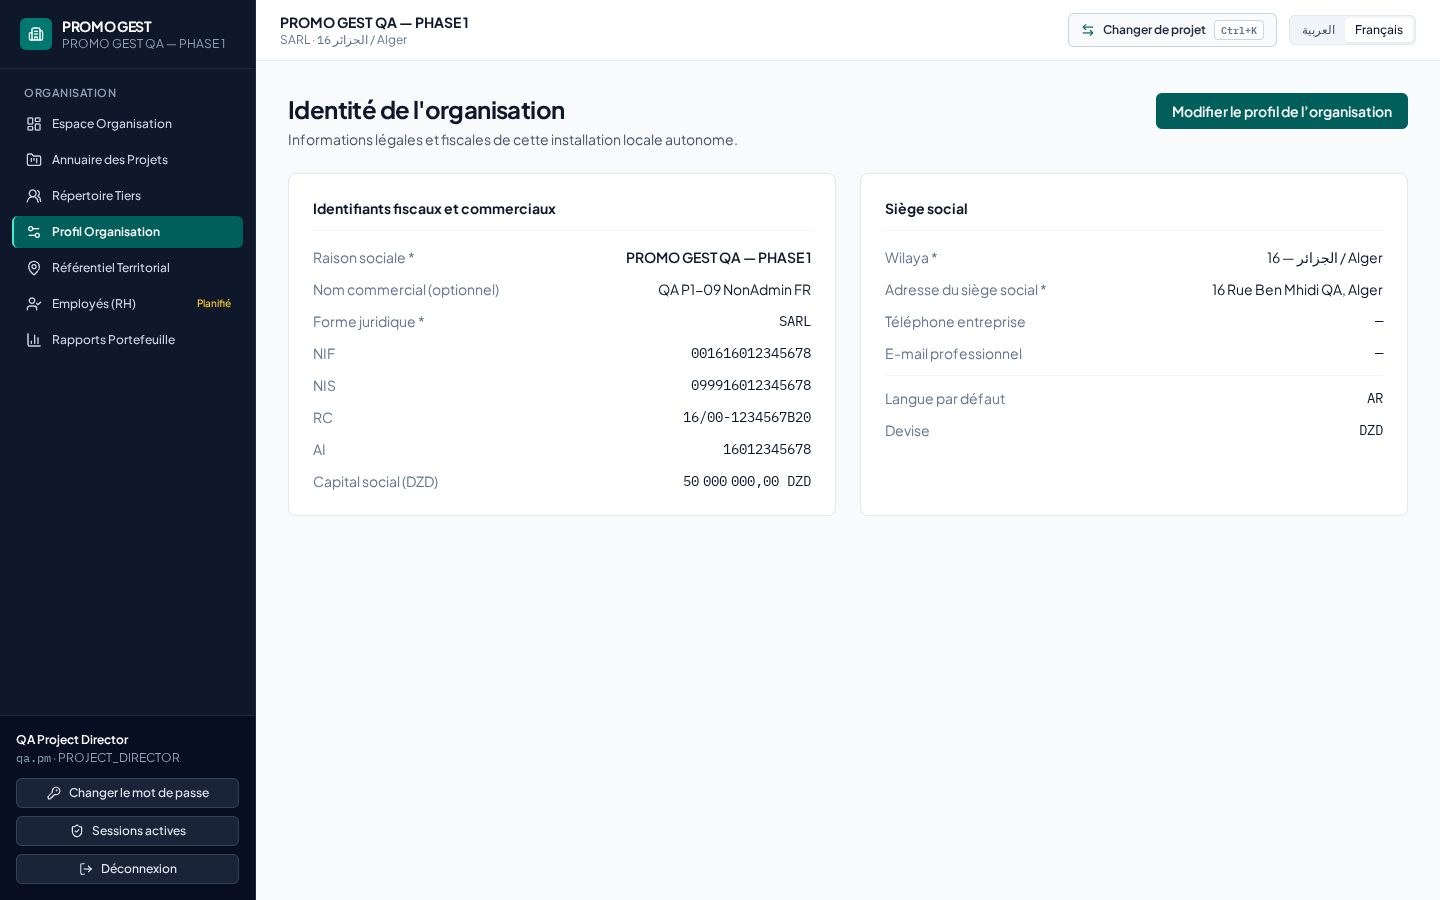 PROMO GEST
PROMO GEST QA — PHASE 1
ORGANISATION
Espace Organisation
Annuaire des Projets
Répertoire Tiers
Profil Organisation
Référentiel Territorial
Employés (RH) Planifié
Rapports Portefeuille
QA Project Director
qa.pm · PROJECT_DIRECTOR
Changer le mot de passe
Sessions actives
Déconnexion
PROMO GEST QA — PHASE 1
SARL · 16 الجزائر / Alger
Changer de projet Ctrl+K
العربية Français
Identité de l'organisation
Informations légales et fiscales de cette installation locale autonome.
Modifier le profil de l’organisation
Identifiants fiscaux et commerciaux
Raison sociale * PROMO GEST QA — PHASE 1
Nom commercial (optionnel) QA P1-09 NonAdmin FR
Forme juridique * SARL
NIF 001616012345678
NIS 099916012345678
RC 16/00-1234567B20
AI 16012345678
Capital social (DZD) 50 000 000,00 DZD
Siège social
Wilaya * 16 — الجزائر / Alger
Adresse du siège social * 16 Rue Ben Mhidi QA, Alger
Téléphone entreprise —
E-mail professionnel —
Langue par défaut AR
Devise DZD